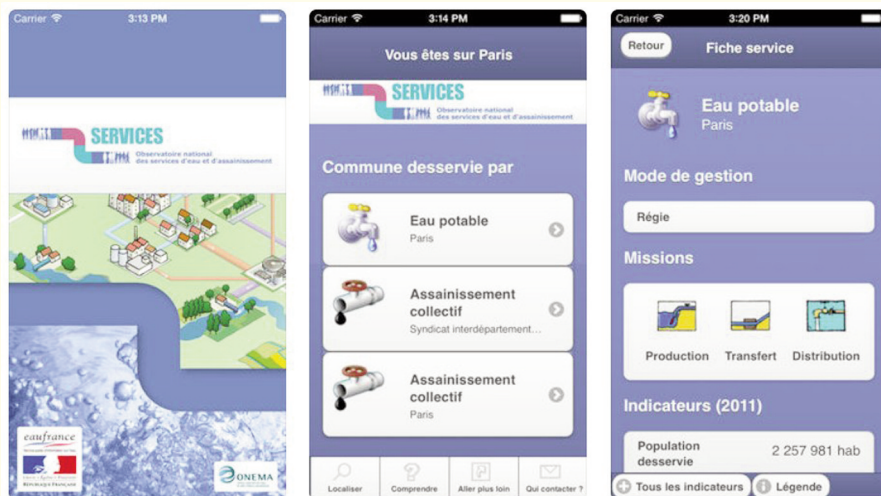 Carrier
3:13 PM
SERVICES
Observatoire national
des services d'eau et d'assainissement
eaufrance
RÉPUBLIQUE FRANÇAISE
ONEMA
Carrier
3:14 PM
Vous êtes sur Paris
SERVICES
Observatoire national
des services d'eau et d'assainissement
Commune desservie par
Eau potable
Paris
Assainissement
collectif
Syndicat interdépartement...
Assainissement
collectif
Paris
Localiser
Comprendre
Aller plus loin
Qui contacter ?
Carrier
3:20 PM
Retour
Fiche service
Eau potable
Paris
Mode de gestion
Régie
Missions
Production
Transfert
Distribution
Indicateurs (2011)
Population
desservie
2 257 981 hab
Tous les indicateurs
Légende